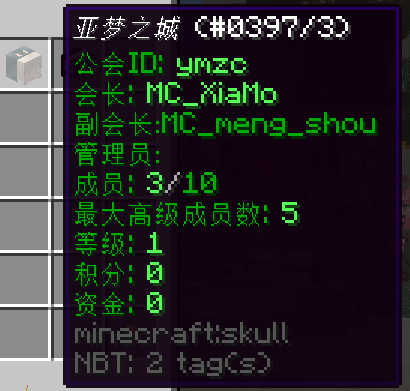 亚梦之城 (#0397/3)
公会ID: ymzc
会长: MC_XiaMo
副会长:MC_meng_shou
管理员:
成员: 3/10
最大高级成员数: 5
等级: 1
积分: 0
资金: 0
minecraft:skull
NBT: 2 tag(s)